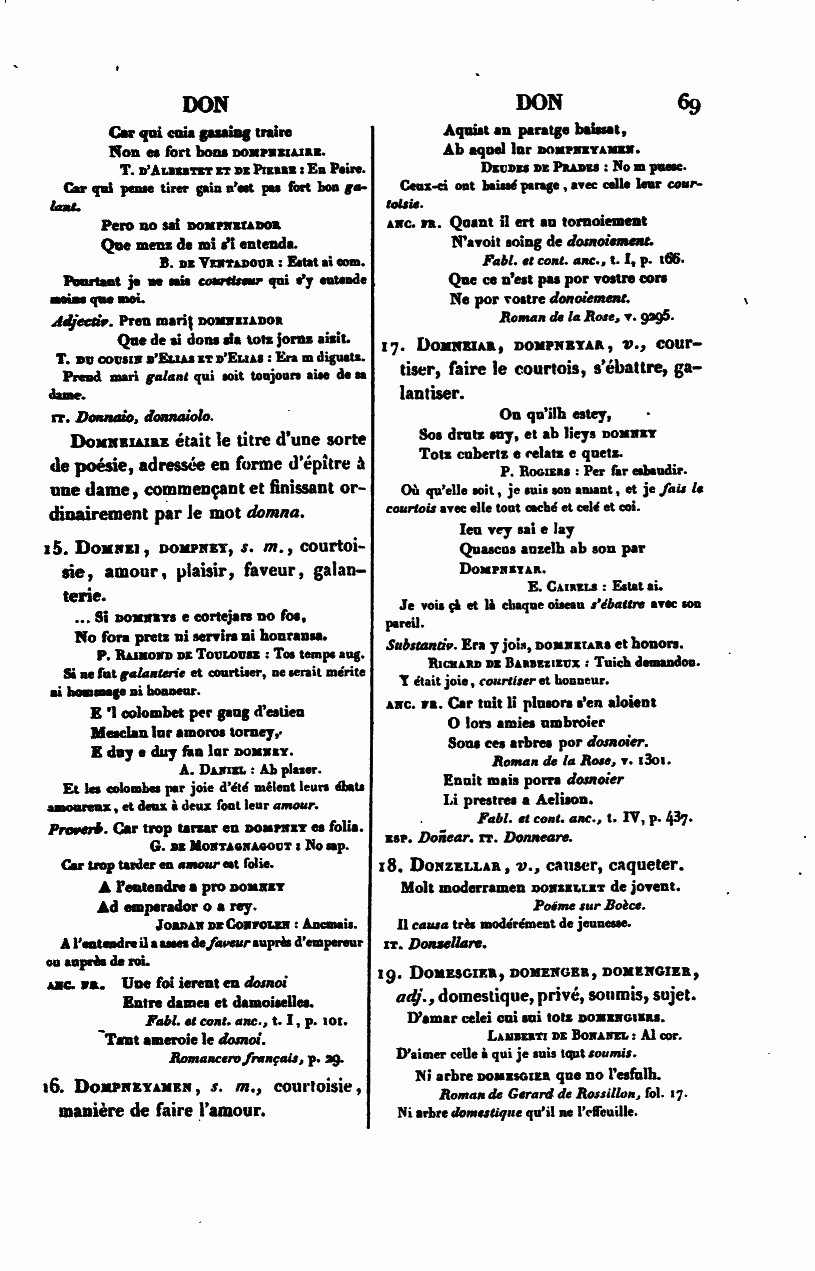 DON
Car qui cuia gazaing traire
Non es fort bons DOMPNEIAIRE.
T. D'ALBERTET ET DE PIERRE : En Peire.
Car qui pense tirer gain n'est pas fort bon ga-
lant.
Pero no sai DOMPNEIADOR
Que menz de mi s'i entenda.
B. DE VENTADOUR : Estat ai com.
Pourtant je ne sais courtiseur qui s'y entende
moins que moi.
Adjectiv. Pren marit DOMNEIADOR
Que de si dons sia totz jornz aizit.
T. DU COUSIN D'ELIAS ET D'ELIAS : Era m diguatz.
Prend mari galant qui soit toujours aise de sa
dame.
IT. Donnaio, donnaiolo.
DOMNEIAIRE était le titre d'une sorte
de poésie, adressée en forme d'épître à
une dame, commençant et finissant or-
dinairement par le mot domna.
15. DOMNEI, DOMPNEY, s. m., courtoi-
sie, amour, plaisir, faveur, galan-
terie.
... Si DOMNEYS e cortejars no fos,
No fora pretz ni servirs ni honransa.
P. RAIMOND DE TOULOUSE : Tos temps aug.
Si ne fut galanterie et courtiser, ne serait mérite
ni hommage ni honneur.
E 'l colombet per gaug d'estieu
Mesclan lur amoros torney,
E duy e duy fan lur DOMNEY.
A. DANIEL : Ab plazer.
Et les colombes par joie d'été mêlent leurs ébats
amoureux, et deux à deux font leur amour.
Proverb. Car trop tarzar en DOMPNEY es folia.
G. DE MONTAGNAGOUT : No sap.
Car trop tarder en amour est folie.
A l'entendre a pro DOMNEY
Ad emperador o a rey.
JORDAN DE CONFOLEN : Ancmais.
A l'entendre il a assez de faveur auprès d'empereur
ou auprès de roi.
ANC. FR. Une foi ierent en dosnoi
Entre dames et damoiselles.
Fabl. et cont. anc., t. I, p. 101.
Tant ameroie le dosnoi.
Romancero français, p. 29.
16. DOMPNEYAMEN, s. m., courtoisie,
manière de faire l'amour.
DON 69
Aquist an paratge baissat,
Ab aquel lur DOMPNEYAMEN.
DEUDES DE PRADES : No m puesc.
Ceux-ci ont baissé parage, avec celle leur cour-
toisie.
ANC. FR. Quant il ert au tornoiement
N'avoit soing de dosnoiement.
Fabl. et cont. anc., t. I, p. 166.
Que ce n'est pas por vostre cors
Ne por vostre donoiement.
Roman de la Rose, v. 9295.
17. DOMNEIAR, DOMPNEYAR, v., cour-
tiser, faire le courtois, s'ébattre, ga-
lantiser.
On qu'ilh estey,
Sos drutz suy, et ab lieys DOMNEY
Totz cubertz e celatz e quetz.
P. ROGIERS : Per far esbaudir.
Où qu'elle soit, je suis son amant, et je fais le
courtois avec elle tout caché et celé et coi.
Ieu vey sai e lay
Quascus auzelh ab son par
DOMPNEYAR.
E. CAIRELS : Estat ai.
Je vois çà et là chaque oiseau s'ébattre avec son
pareil.
Substantiv. Era y jois, DOMNEIARS et honors.
RICHARD DE BARBEZIEUX : Tuich demandon.
Y était joie, courtiser et honneur.
ANC. FR. Car tuit li plusors s'en aloient
O lors amies umbroier
Sous ces arbres por dosnoier.
Roman de la Rose, v. 1301.
Enuit mais porra dosnoier
Li prestres a Aelison.
Fabl. et cont. anc., t. IV, p. 437.
ESP. Doñear. IT. Donneare.
18. DONZELLAR, v., causer, caqueter.
Molt moderramen DONZELLET de jovent.
Poëme sur Boèce.
Il causa très modérément de jeunesse.
IT. Donzellare.
19. DOMESGIER, DOMENGER, DOMENGIER,
adj., domestique, privé, soumis, sujet.
D'amar celei cui sui totz DOMENGIERS.
LAMBERTI DE BONANEL : Al cor.
D'aimer celle à qui je suis tout soumis.
Ni arbre DOMESGIER que no l'esfulh.
Roman de Gerard de Rossillon, fol. 17.
Ni arbre domestique qu'il ne l'effeuille.